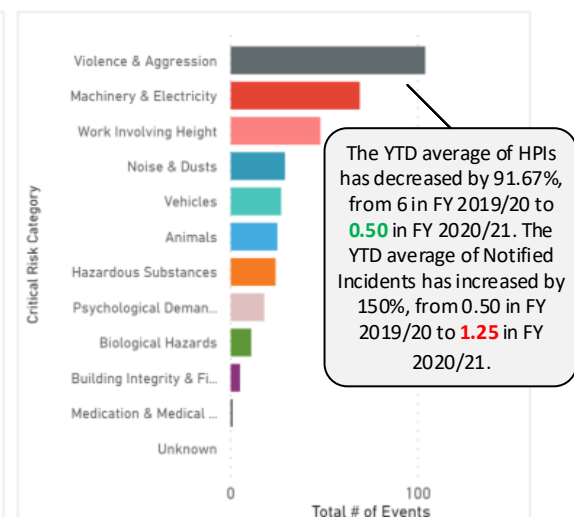 Critical Risk Category
Violence & Aggression
Machinery & Electricity
Work Involving Height
Noise & Dusts
Vehicles
Animals
Hazardous Substances
Psychological Deman...
Biological Hazards
Building Integrity & Fi...
Medication & Medical ...
Unknown
The YTD average of HPIs
has decreased by 91.67%,
from 6 in FY 2019/20 to
0.50 in FY 2020/21. The
YTD average of Notified
Incidents has increased by
150%, from 0.50 in FY
2019/20 to 1.25 in FY
2020/21.
0
100
Total # of Events